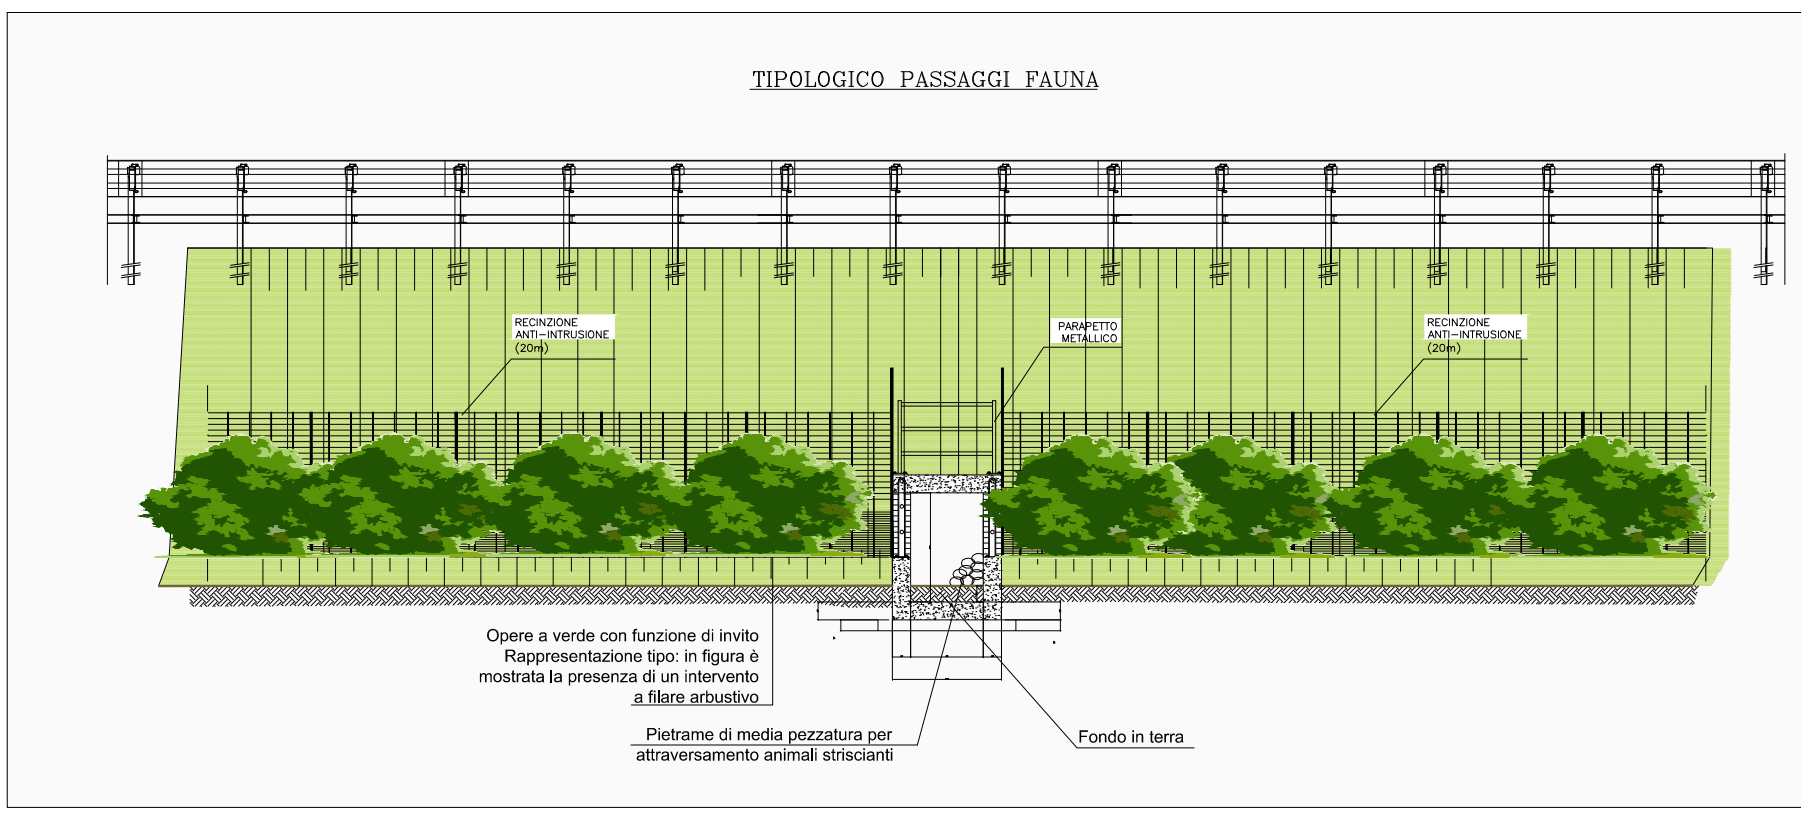 TIPOLOGICO PASSAGGI FAUNA
RECINZIONE
ANTI-INTRUSIONE
(20m)
PARAPETTO
METALLICO
RECINZIONE
ANTI-INTRUSIONE
(20m)
Opere a verde con funzione di invito
Rappresentazione tipo: in figura è
mostrata la presenza di un intervento
a filare arbustivo
Pietrame di media pezzatura per
attraversamento animali striscianti
Fondo in terra